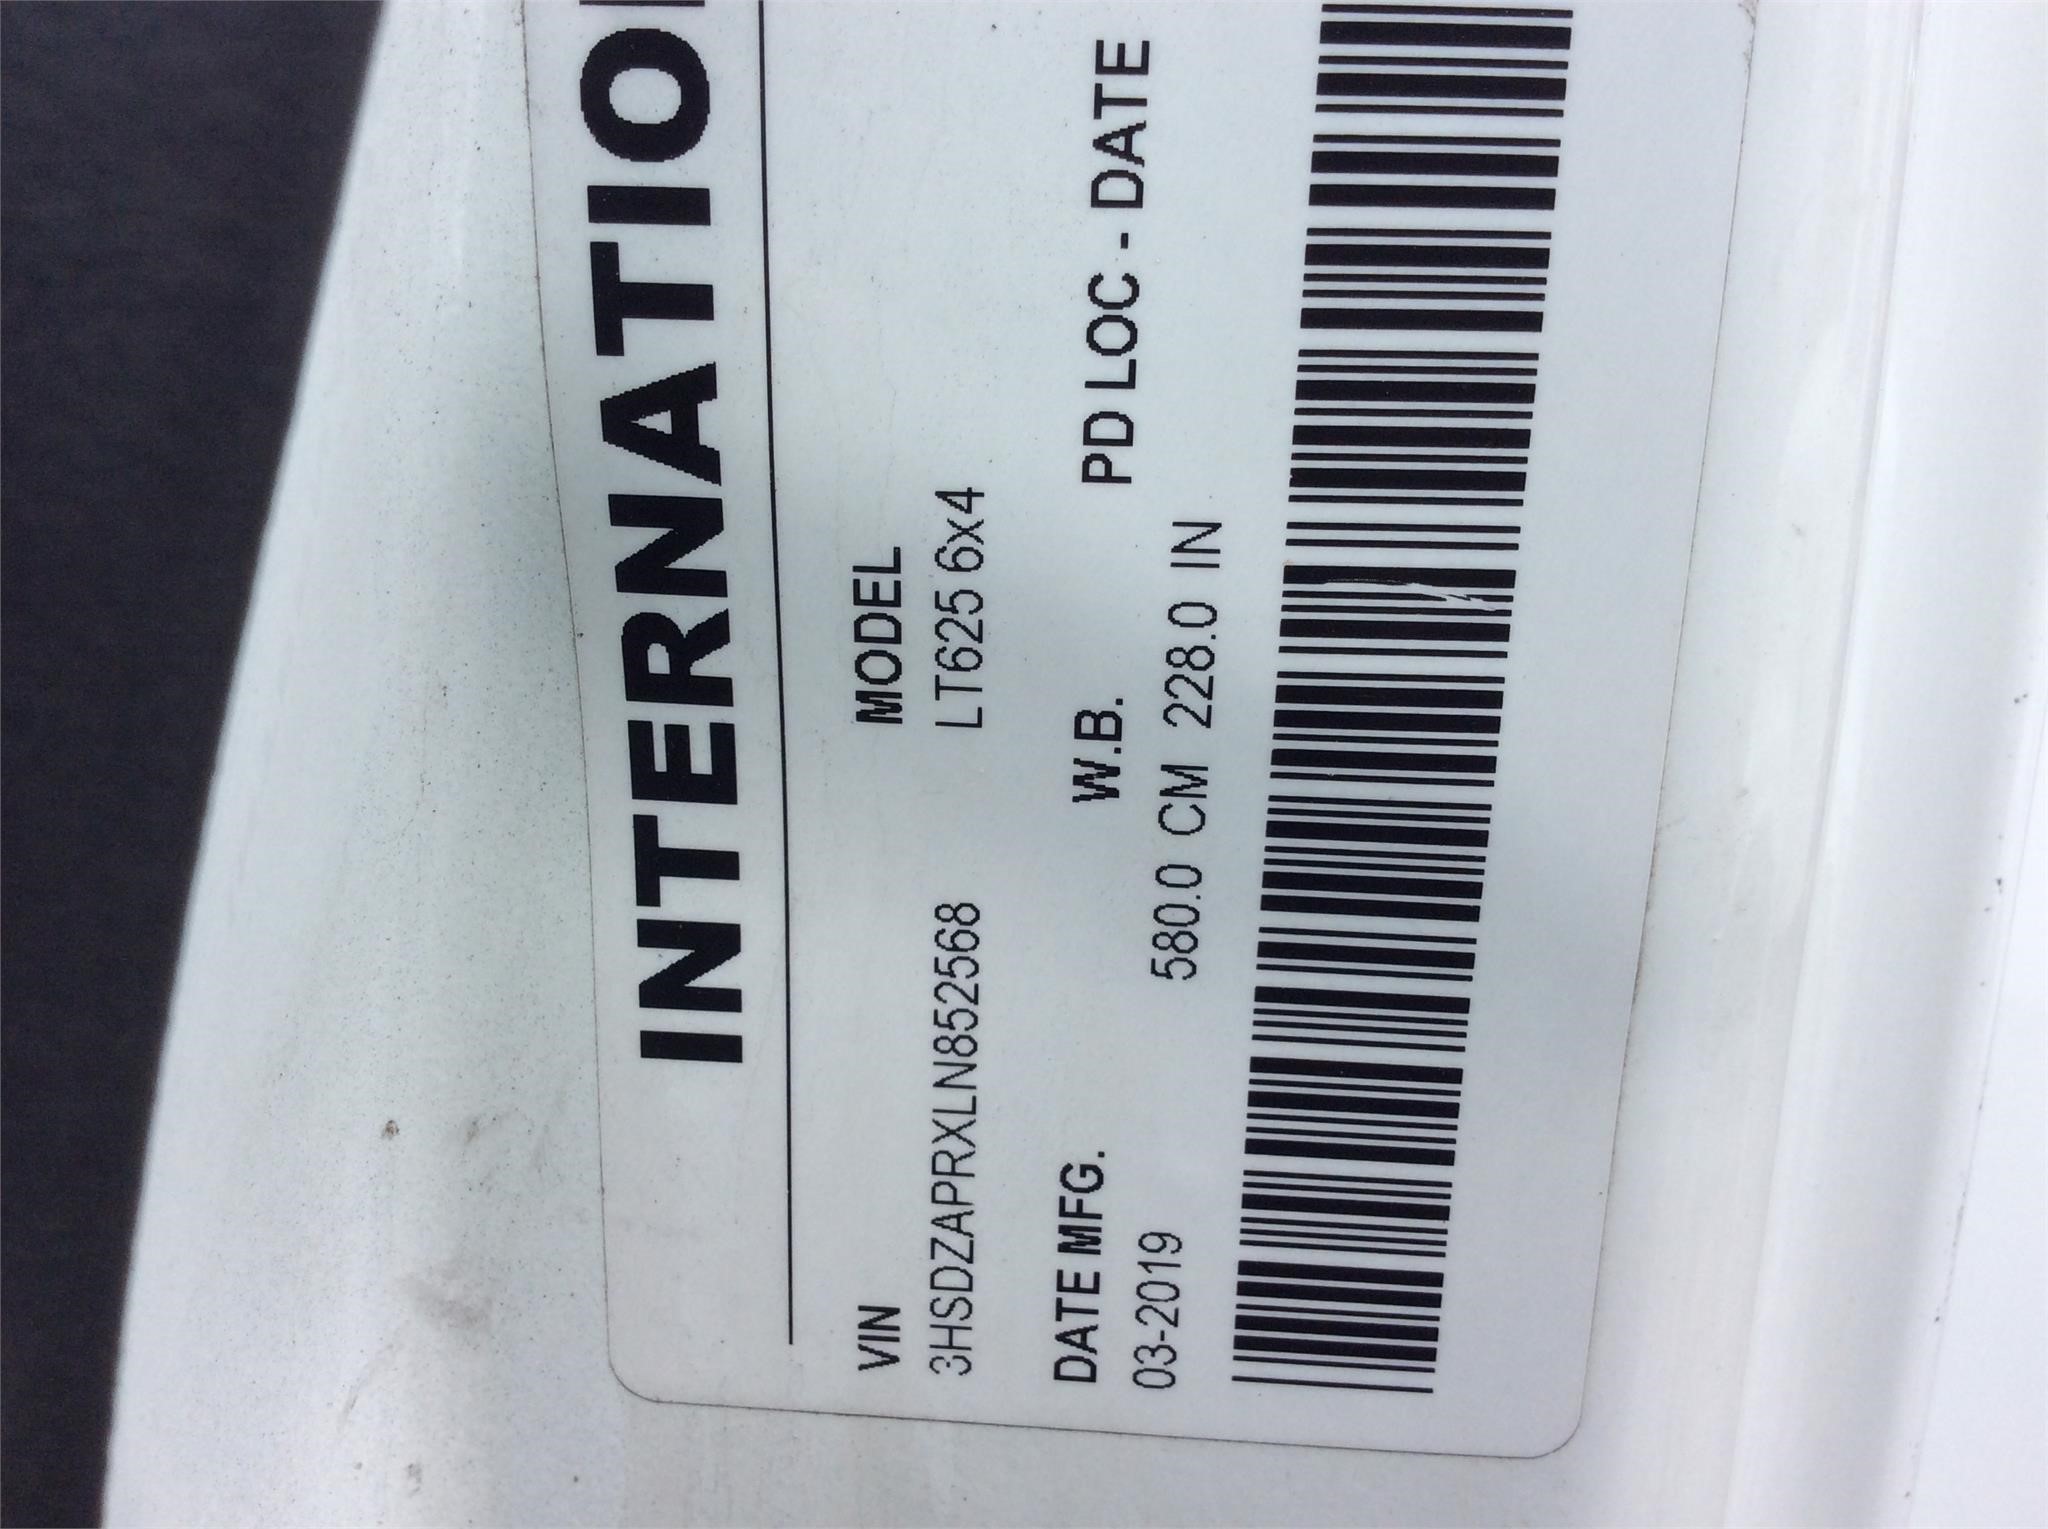 INTERNATIO
VIN MODEL
3HSDZAPRXLN852568 LT625 6x4
DATE MFG. W.B. PD LOC - DATE
03-2019 580.0 CM 228.0 IN